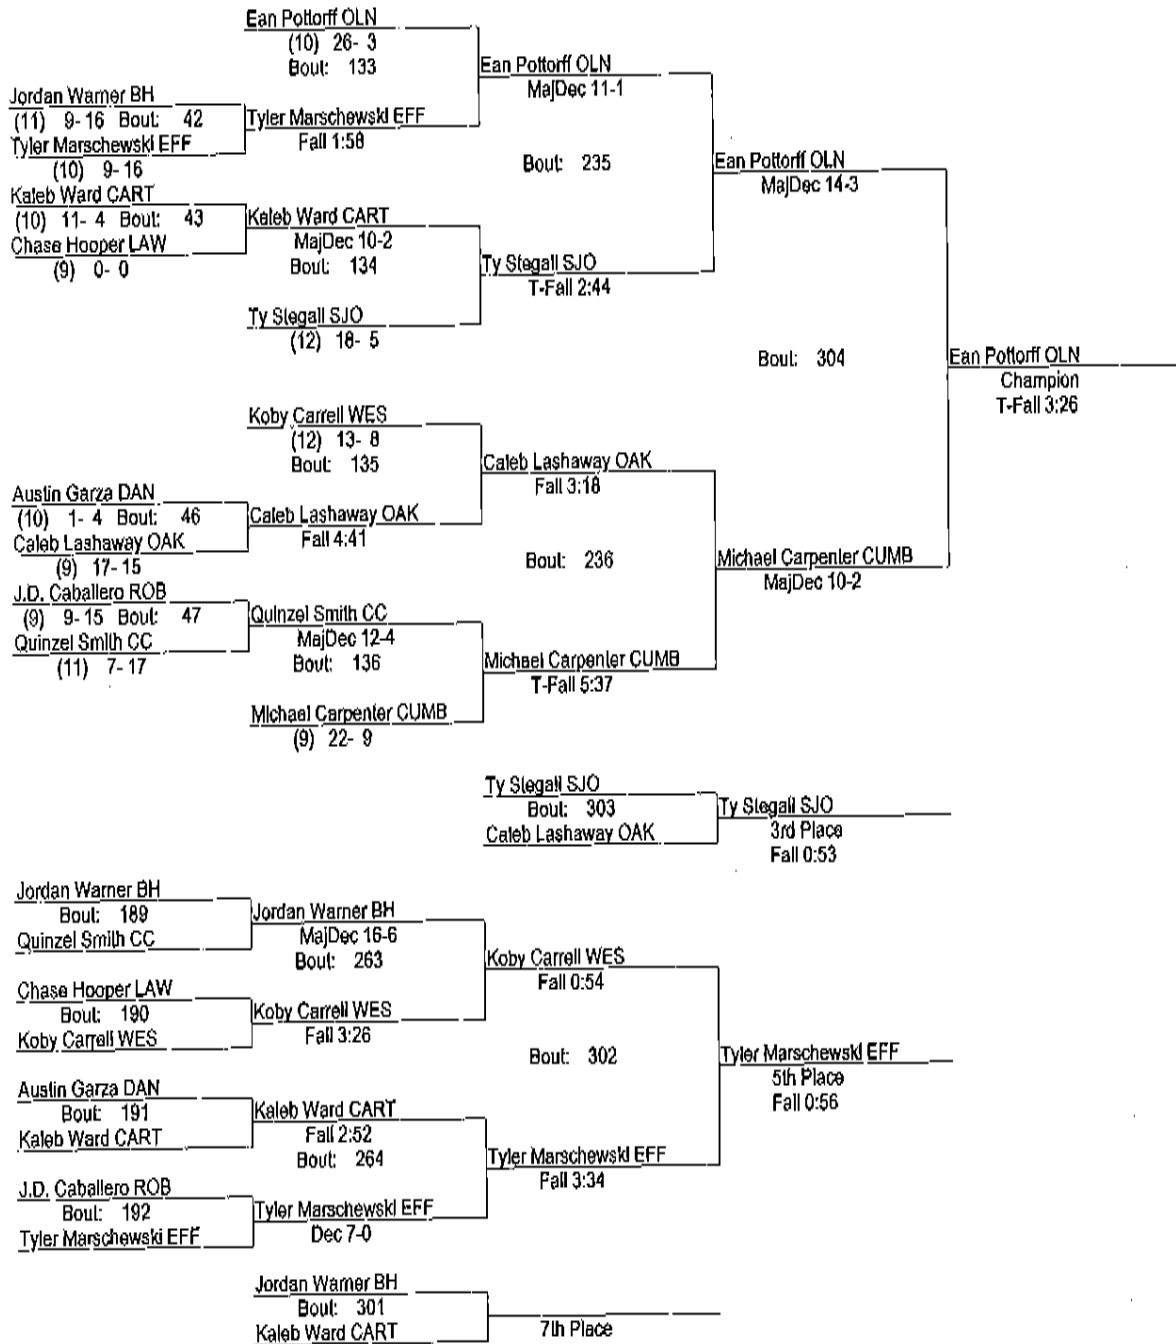 Ean Pottorff OLN
(10) 26- 3
Bout: 133
Ean Pottorff OLN
MajDec 11-1
Jordan Warner BH
(11) 9- 16 Bout: 42
Tyler Marschewski EFF
Fall 1:58
Tyler Marschewski EFF
(10) 9- 16
Bout: 235
Ean Pottorff OLN
MajDec 14-3
Kaleb Ward CART
(10) 11- 4 Bout: 43
Kaleb Ward CART
MajDec 10-2
Bout: 134
Chase Hooper LAW
(9) 0- 0
Ty Stegall SJO
T-Fall 2:44
Ty Stegall SJO
(12) 18- 5
Bout: 304
Ean Pottorff OLN
Champion
T-Fall 3:26
Koby Carrell WES
(12) 13- 8
Bout: 135
Caleb Lashaway OAK
Fall 3:18
Austin Garza DAN
(10) 1- 4 Bout: 46
Caleb Lashaway OAK
Fall 4:41
Caleb Lashaway OAK
(9) 17- 15
Bout: 236
Michael Carpenter CUMB
MajDec 10-2
J.D. Caballero ROB
(9) 9- 15 Bout: 47
Quinzel Smith CC
MajDec 12-4
Bout: 136
Quinzel Smith CC
(11) 7- 17
Michael Carpenter CUMB
T-Fall 5:37
Michael Carpenter CUMB
(9) 22- 9
Ty Stegall SJO
Bout: 303
Caleb Lashaway OAK
Ty Stegall SJO
3rd Place
Fall 0:53
Jordan Warner BH
Bout: 189
Quinzel Smith CC
Jordan Warner BH
MajDec 16-6
Bout: 263
Koby Carrell WES
Fall 0:54
Chase Hooper LAW
Bout: 190
Koby Carrell WES
Koby Carrell WES
Fall 3:26
Bout: 302
Tyler Marschewski EFF
5th Place
Fall 0:56
Austin Garza DAN
Bout: 191
Kaleb Ward CART
Kaleb Ward CART
Fall 2:52
Bout: 264
Tyler Marschewski EFF
Fall 3:34
J.D. Caballero ROB
Bout: 192
Tyler Marschewski EFF
Tyler Marschewski EFF
Dec 7-0
Jordan Warner BH
Bout: 301
Kaleb Ward CART
7th Place